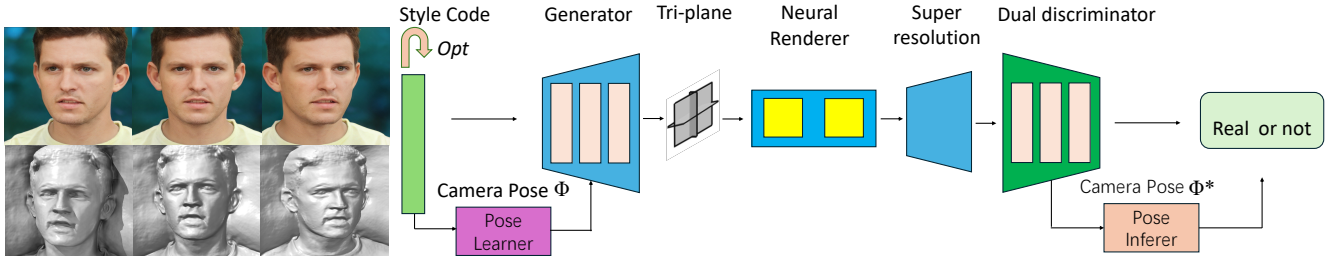 Style Code
Generator
Tri-plane
Neural
Renderer
Super
resolution
Dual discriminator
Opt
Real or not
Camera Pose Φ
Pose
Learner
Camera Pose Φ*
Pose
Inferer